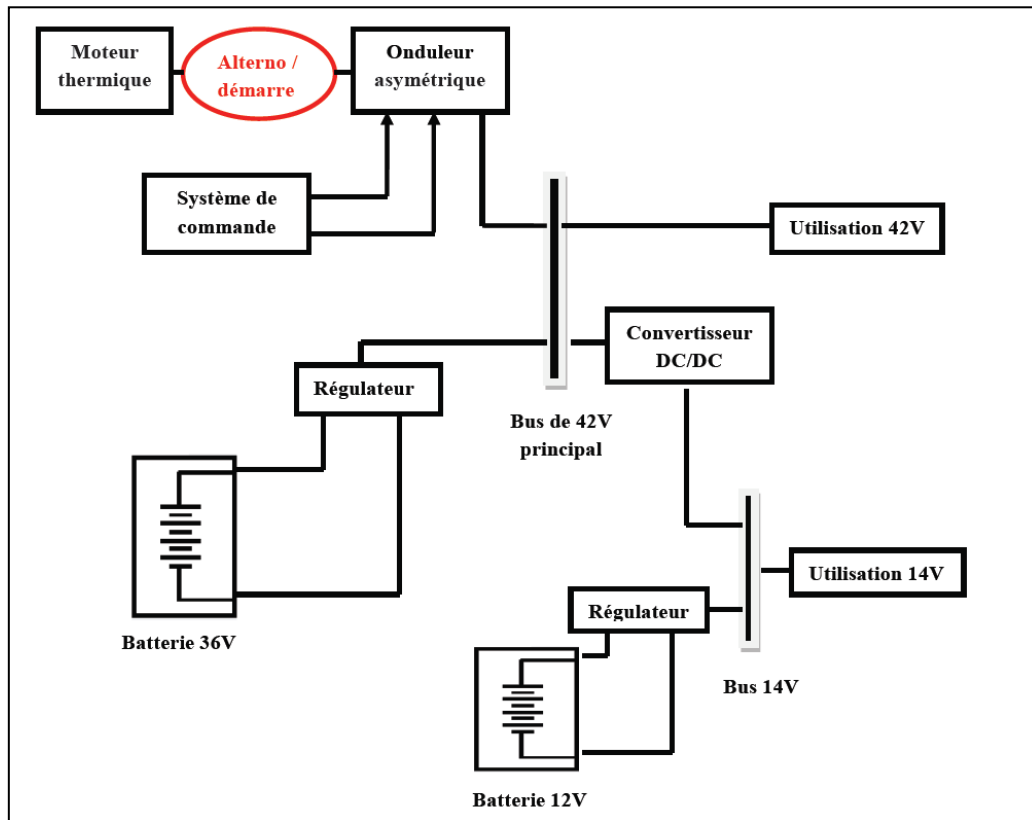 Moteur
thermique
Alterno /
démarre
Onduleur
asymétrique
Système de
commande
Utilisation 42V
Convertisseur
DC/DC
Régulateur
Bus de 42V
principal
Batterie 36V
Utilisation 14V
Régulateur
Bus 14V
Batterie 12V